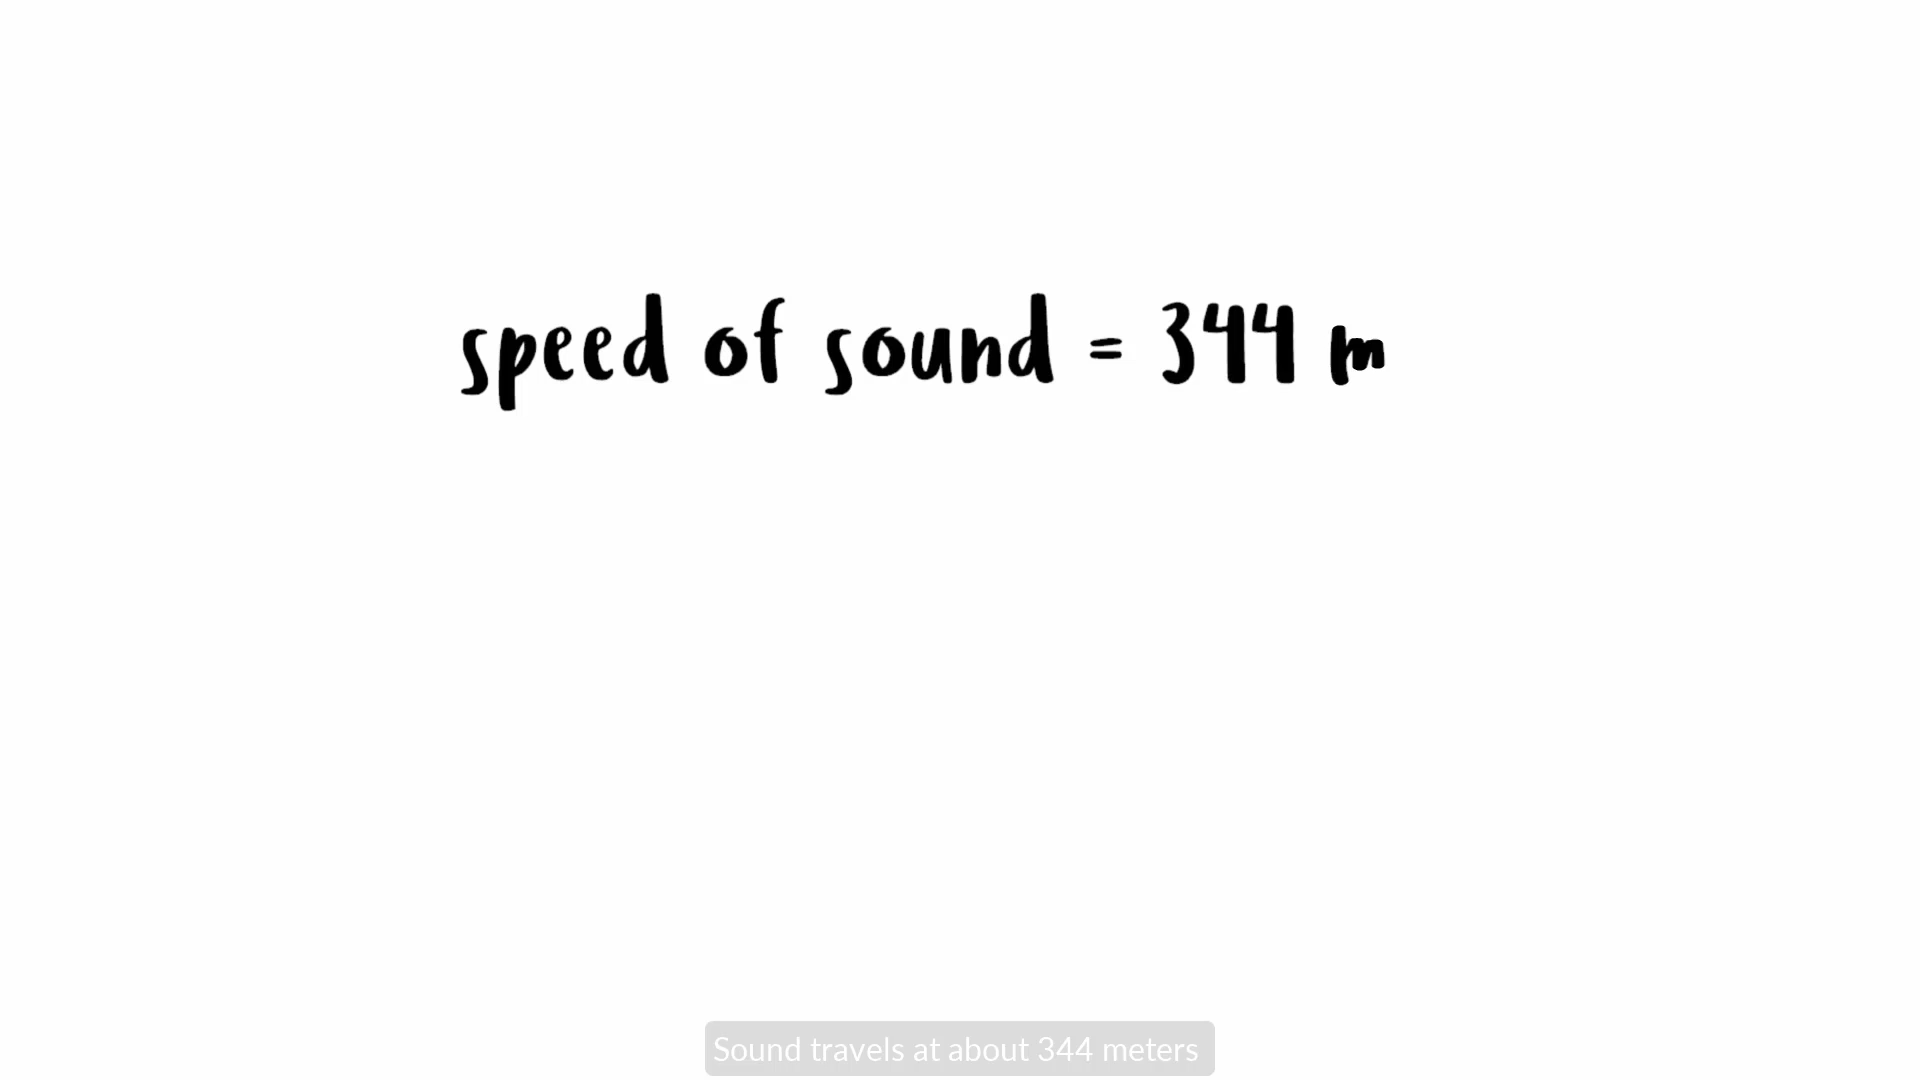 speed of sound = 344 m
Sound travels at about 344 meters